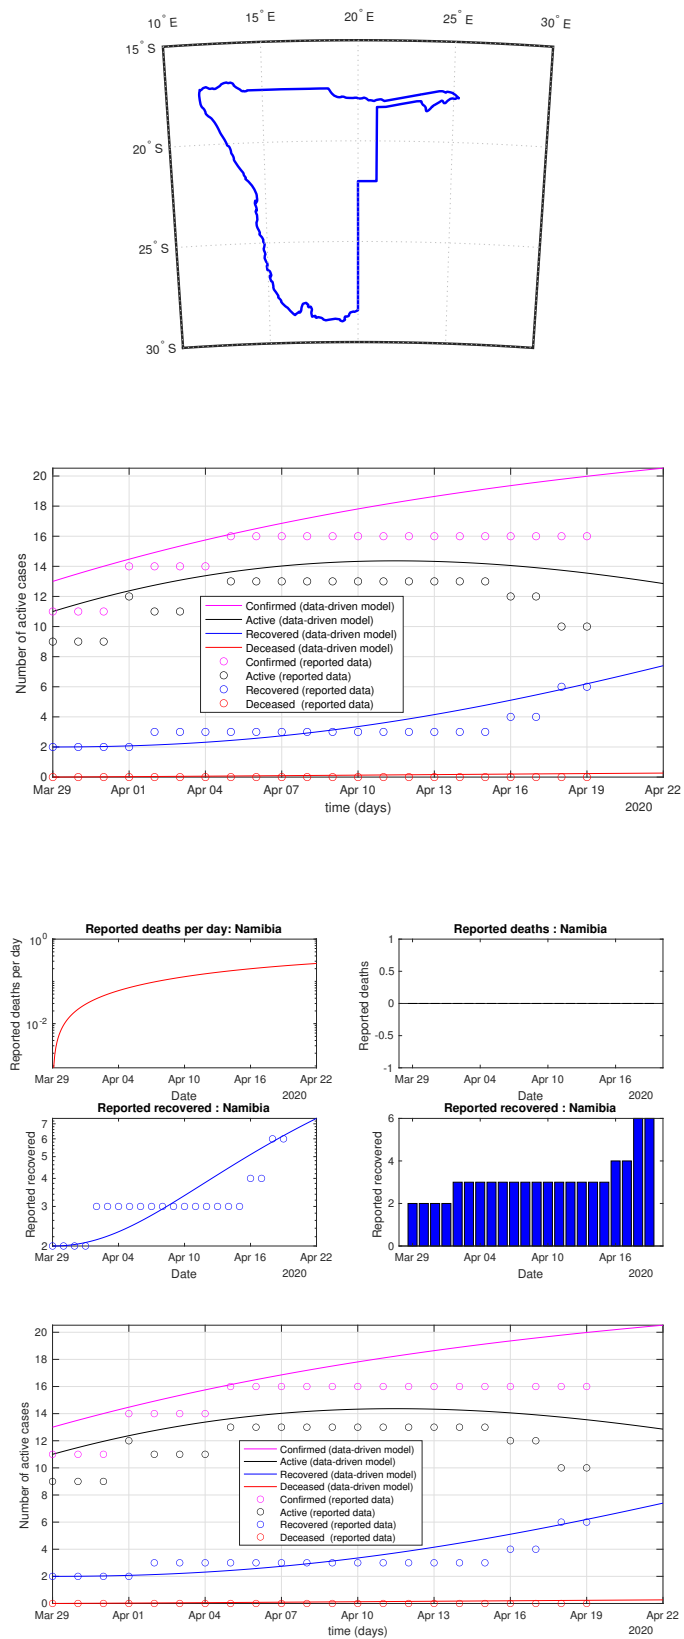 10° E 15° E 20° E 25° E 30° E
15° S
20° S
25° S
30° S
20
18
16
14
12
10
8
6
4
2
0
Number of active cases
Confirmed (data-driven model)
Active (data-driven model)
Recovered (data-driven model)
Deceased (data-driven model)
Confirmed (reported data)
Active (reported data)
Recovered (reported data)
Deceased (reported data)
Mar 29 Apr 01 Apr 04 Apr 07 Apr 10 Apr 13 Apr 16 Apr 19 Apr 22
time (days)
2020
Reported deaths per day: Namibia
10^0
10^-2
Reported deaths per day
Mar 29 Apr 04 Apr 10 Apr 16 Apr 22
Date
2020
Reported deaths : Namibia
1
0.5
0
-0.5
-1
Reported deaths
Mar 29 Apr 04 Apr 10 Apr 16
Date
2020
Reported recovered : Namibia
7
6
5
4
3
2
Reported recovered
Mar 29 Apr 04 Apr 10 Apr 16 Apr 22
Date
2020
Reported recovered : Namibia
6
4
2
0
Reported recovered
Mar 29 Apr 04 Apr 10 Apr 16
Date
2020
20
18
16
14
12
10
8
6
4
2
0
Number of active cases
Confirmed (data-driven model)
Active (data-driven model)
Recovered (data-driven model)
Deceased (data-driven model)
Confirmed (reported data)
Active (reported data)
Recovered (reported data)
Deceased (reported data)
Mar 29 Apr 01 Apr 04 Apr 07 Apr 10 Apr 13 Apr 16 Apr 19 Apr 22
time (days)
2020